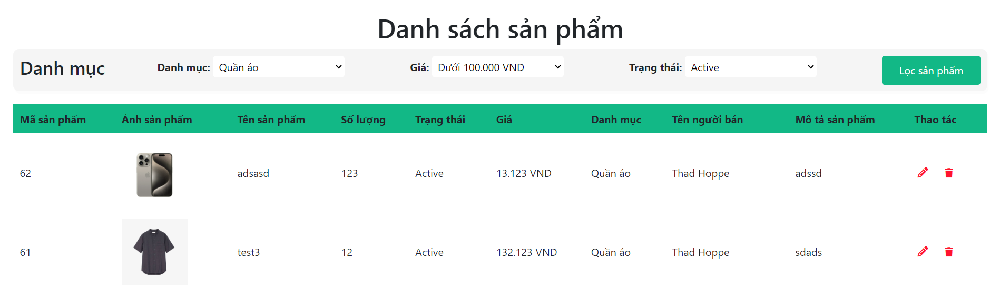 Danh sách sản phẩm
Danh mục Danh mục: Quần áo Giá: Dưới 100.000 VND Trạng thái: Active Lọc sản phẩm
Mã sản phẩm Ảnh sản phẩm Tên sản phẩm Số lượng Trạng thái Giá Danh mục Tên người bán Mô tả sản phẩm Thao tác
62 adsasd 123 Active 13.123 VND Quần áo Thad Hoppe adssd
61 test3 12 Active 132.123 VND Quần áo Thad Hoppe sdads